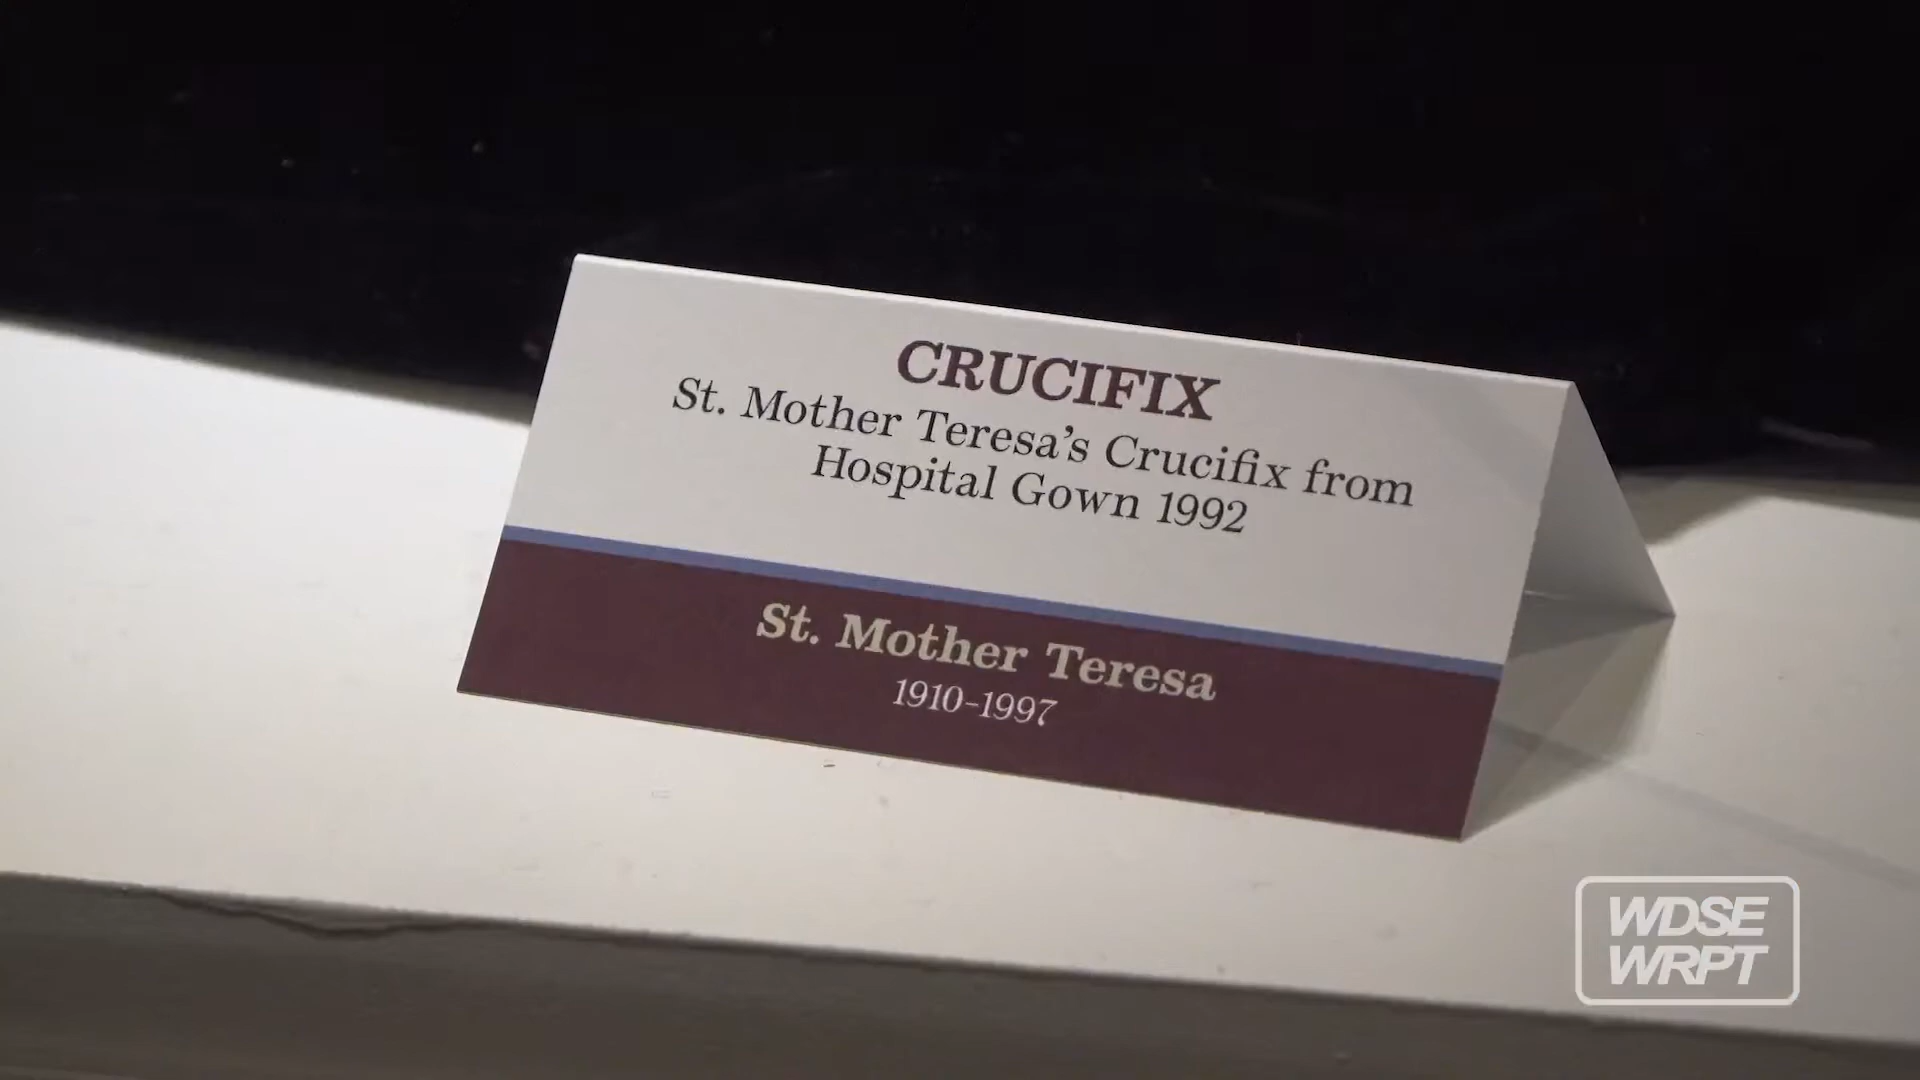 CRUCIFIX
St. Mother Teresa's Crucifix from
Hospital Gown 1992
St. Mother Teresa
1910-1997
WDSE
WRPT